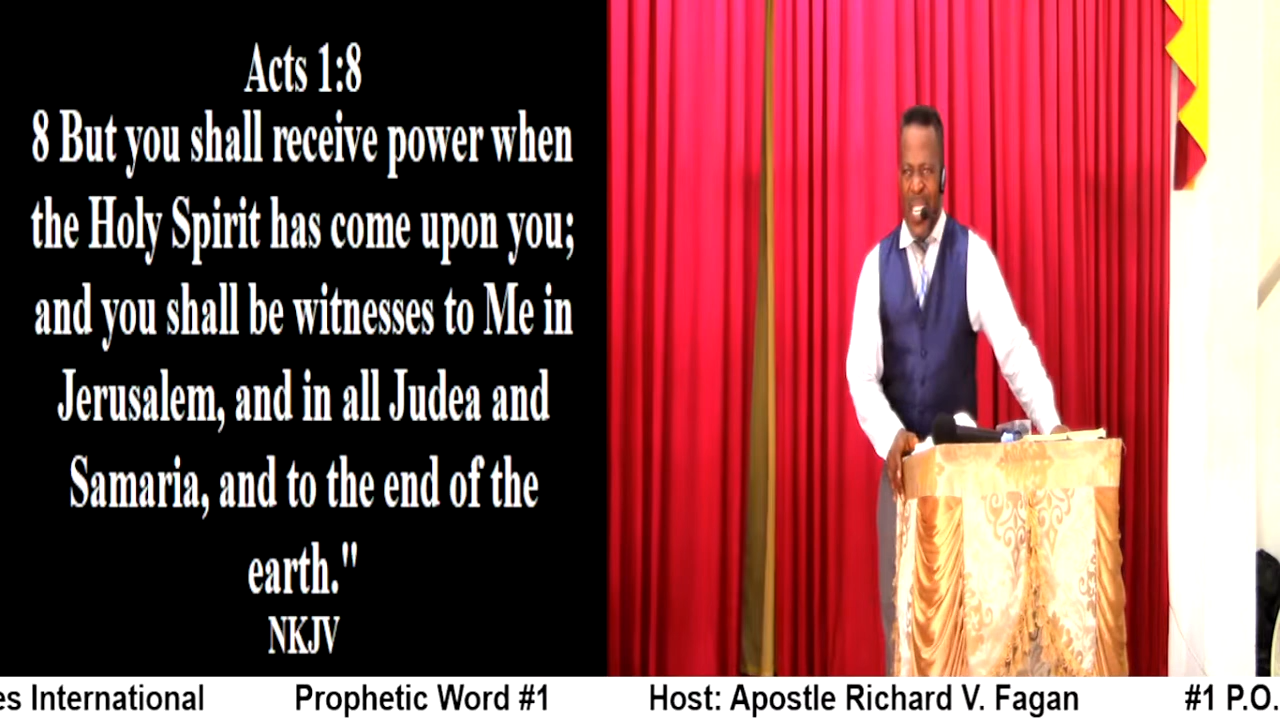 Acts 1:8
8 But you shall receive power when
the Holy Spirit has come upon you;
and you shall be witnesses to Me in
Jerusalem, and in all Judea and
Samaria, and to the end of the
earth."
NKJV
es International Prophetic Word #1 Host: Apostle Richard V. Fagan #1 P.O.